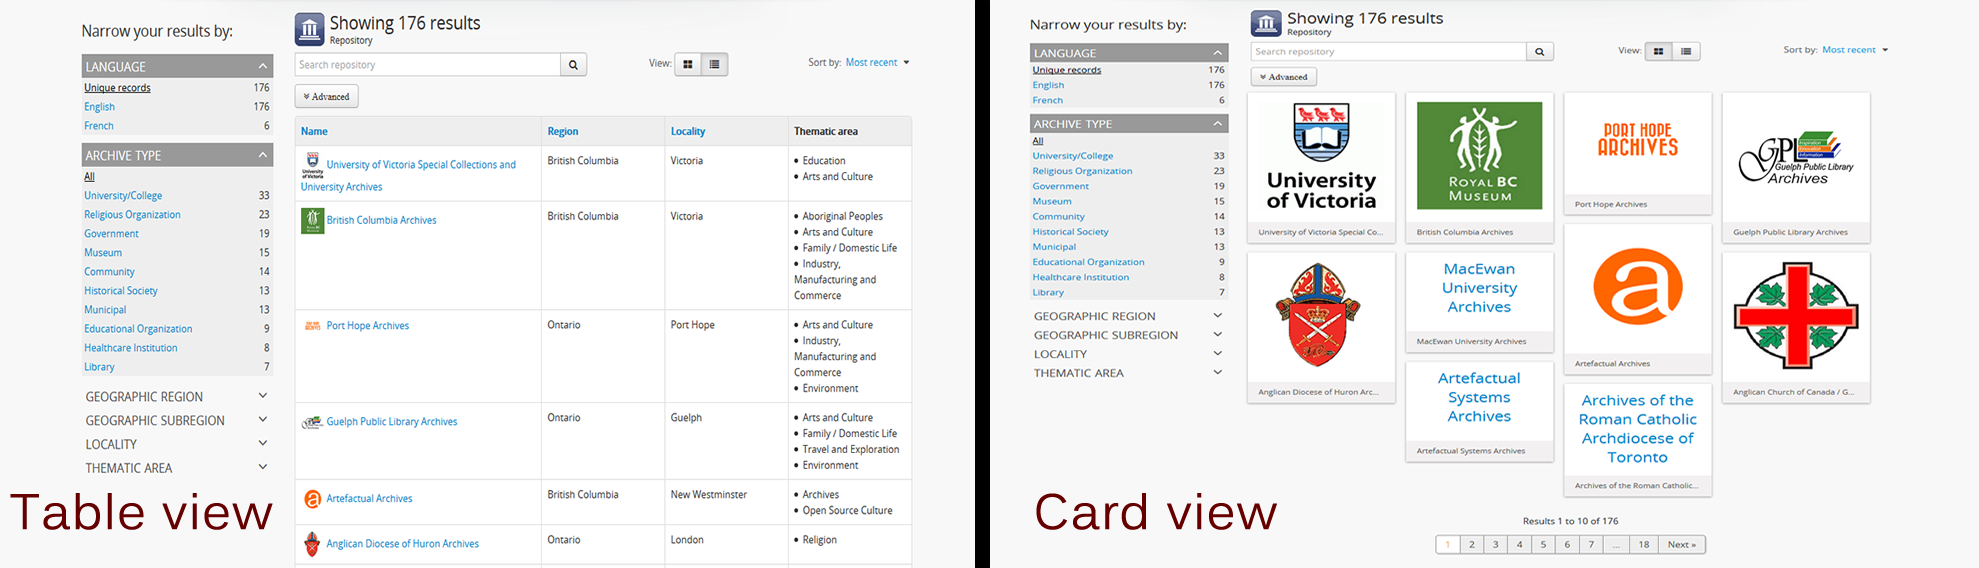 Narrow your results by:
LANGUAGE
Unique records 176
English 176
French 6
ARCHIVE TYPE
All
University/College 33
Religious Organization 23
Government 19
Museum 15
Community 14
Historical Society 13
Municipal 13
Educational Organization 9
Healthcare Institution 8
Library 7
GEOGRAPHIC REGION
GEOGRAPHIC SUBREGION
LOCALITY
THEMATIC AREA
Table view
Showing 176 results
Repository
Search repository
View:
Sort by: Most recent
Advanced
Name Region Locality Thematic area
University of Victoria Special Collections and
University Archives
British Columbia
Victoria
• Education
• Arts and Culture
British Columbia Archives
British Columbia
Victoria
• Aboriginal Peoples
• Arts and Culture
• Family / Domestic Life
• Industry,
Manufacturing and
Commerce
Port Hope Archives
Ontario
Port Hope
• Arts and Culture
• Industry,
Manufacturing and
Commerce
• Environment
Guelph Public Library Archives
Ontario
Guelph
• Arts and Culture
• Family / Domestic Life
• Travel and Exploration
• Environment
Artefactual Archives
British Columbia
New Westminster
• Archives
• Open Source Culture
Anglican Diocese of Huron Archives
Ontario
London
• Religion
Narrow your results by:
LANGUAGE
Unique records 176
English 176
French 6
ARCHIVE TYPE
All
University/College 33
Religious Organization 23
Government 19
Museum 15
Community 14
Historical Society 13
Municipal 13
Educational Organization 9
Healthcare Institution 8
Library 7
GEOGRAPHIC REGION
GEOGRAPHIC SUBREGION
LOCALITY
THEMATIC AREA
Card view
Showing 176 results
Repository
Search repository
View:
Sort by: Most recent
Advanced
University
of Victoria
University of Victoria Special Co...
ROYAL BC
MUSEUM
British Columbia Archives
PORT HOPE
ARCHIVES
Port Hope Archives
GPL
Inspiration
Innovation
Information
Guelph Public Library
Archives
Guelph Public Library Archives
Anglican Diocese of Huron Arc...
MacEwan
University
Archives
MacEwan University Archives
a
Artefactual Archives
Anglican Church of Canada / G...
Artefactual
Systems
Archives
Artefactual Systems Archives
Archives of the
Roman Catholic
Archdiocese of
Toronto
Archives of the Roman Catholic...
Results 1 to 10 of 176
1 2 3 4 5 6 7 ... 18 Next »